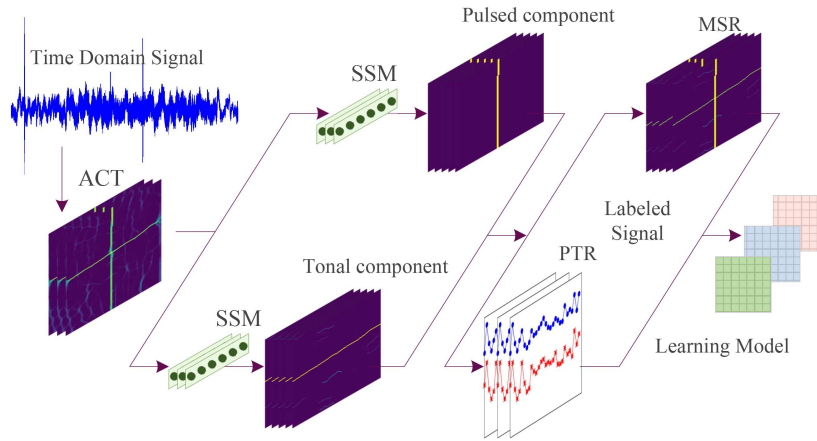 Time Domain Signal
ACT
SSM
Pulsed component
MSR
SSM
Tonal component
PTR
Labeled
Signal
Learning Model